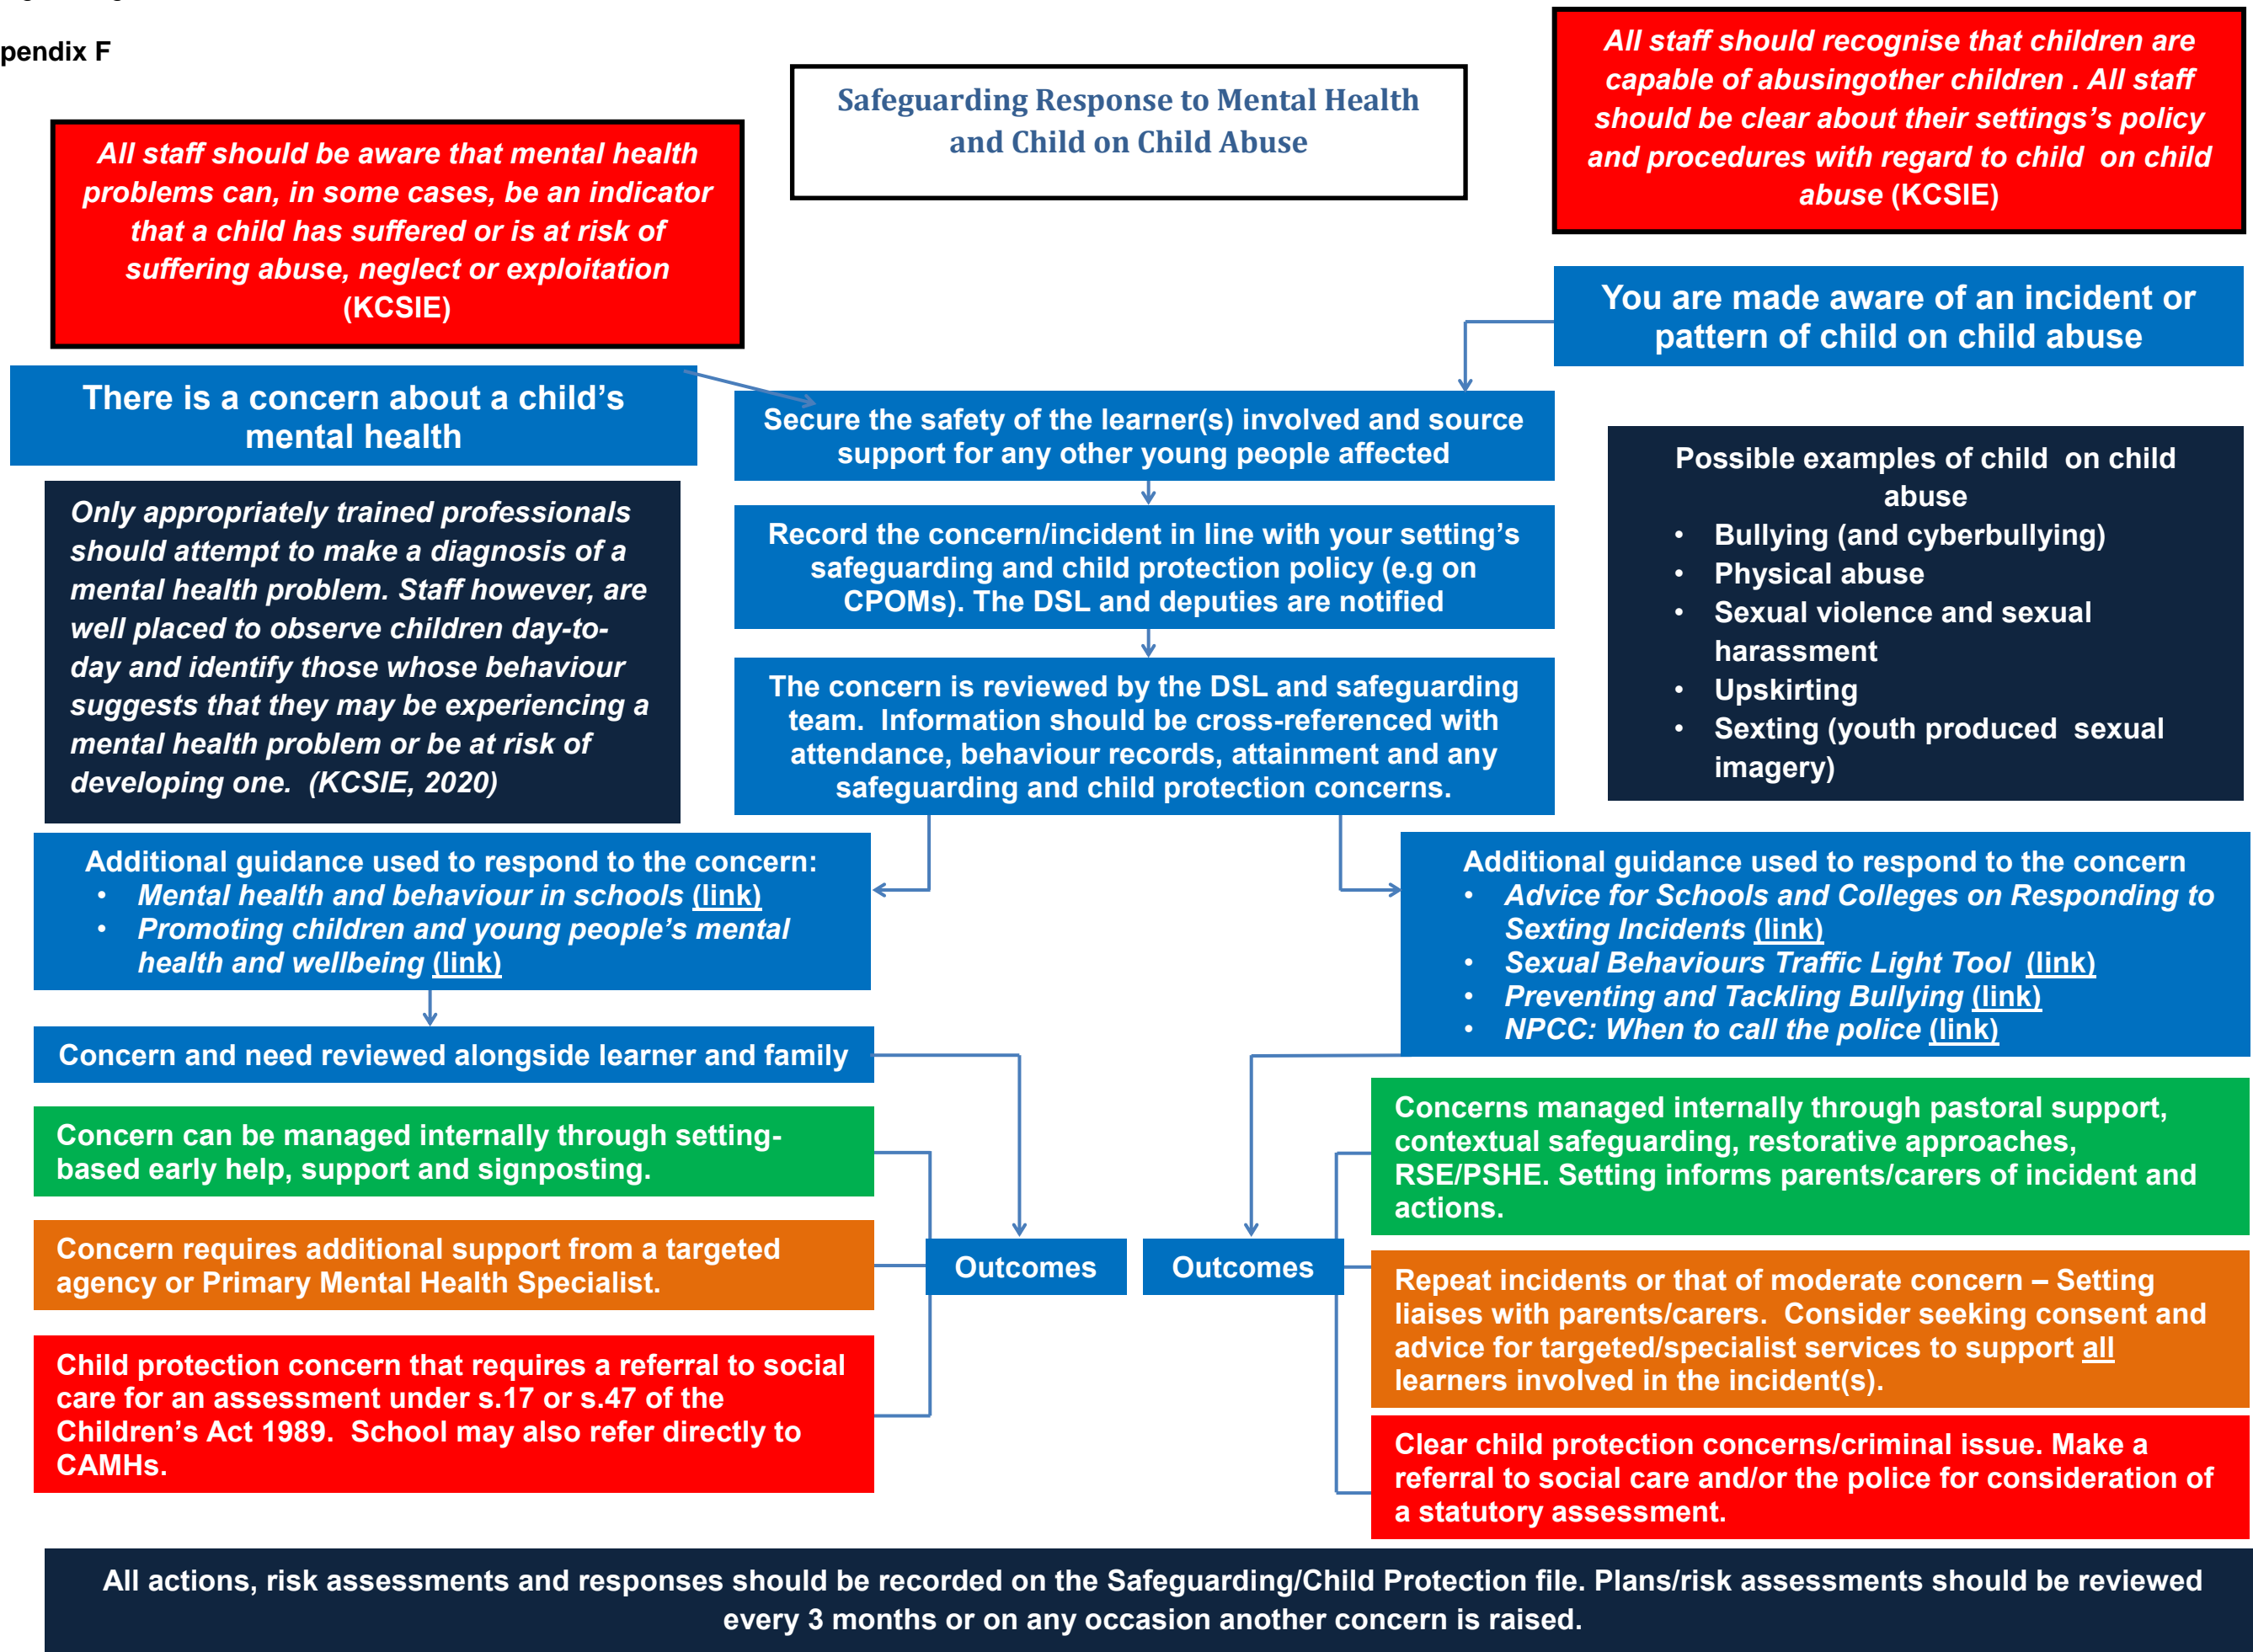 pendix F
Safeguarding Response to Mental Health
and Child on Child Abuse
All staff should recognise that children are
capable of abusingother children . All staff
should be clear about their settings's policy
and procedures with regard to child  on child
abuse (KCSIE)
All staff should be aware that mental health
problems can, in some cases, be an indicator
that a child has suffered or is at risk of
suffering abuse, neglect or exploitation
(KCSIE)
You are made aware of an incident or
pattern of child on child abuse
There is a concern about a child’s
mental health
Secure the safety of the learner(s) involved and source
support for any other young people affected
Possible examples of child  on child
abuse
• Bullying (and cyberbullying)
• Physical abuse
• Sexual violence and sexual
harassment
• Upskirting
• Sexting (youth produced  sexual
imagery)
Only appropriately trained professionals
should attempt to make a diagnosis of a
mental health problem. Staff however, are
well placed to observe children day-to-
day and identify those whose behaviour
suggests that they may be experiencing a
mental health problem or be at risk of
developing one.  (KCSIE, 2020)
Record the concern/incident in line with your setting’s
safeguarding and child protection policy (e.g on
CPOMs). The DSL and deputies are notified
The concern is reviewed by the DSL and safeguarding
team.  Information should be cross-referenced with
attendance, behaviour records, attainment and any
safeguarding and child protection concerns.
Additional guidance used to respond to the concern:
• Mental health and behaviour in schools (link)
• Promoting children and young people’s mental
health and wellbeing (link)
Additional guidance used to respond to the concern
• Advice for Schools and Colleges on Responding to
Sexting Incidents (link)
• Sexual Behaviours Traffic Light Tool  (link)
• Preventing and Tackling Bullying (link)
• NPCC: When to call the police (link)
Concern and need reviewed alongside learner and family
Concern can be managed internally through setting-
based early help, support and signposting.
Concern requires additional support from a targeted
agency or Primary Mental Health Specialist.
Child protection concern that requires a referral to social
care for an assessment under s.17 or s.47 of the
Children’s Act 1989.  School may also refer directly to
CAMHs.
Outcomes
Outcomes
Concerns managed internally through pastoral support,
contextual safeguarding, restorative approaches,
RSE/PSHE. Setting informs parents/carers of incident and
actions.
Repeat incidents or that of moderate concern – Setting
liaises with parents/carers.  Consider seeking consent and
advice for targeted/specialist services to support all
learners involved in the incident(s).
Clear child protection concerns/criminal issue. Make a
referral to social care and/or the police for consideration of
a statutory assessment.
All actions, risk assessments and responses should be recorded on the Safeguarding/Child Protection file. Plans/risk assessments should be reviewed
every 3 months or on any occasion another concern is raised.